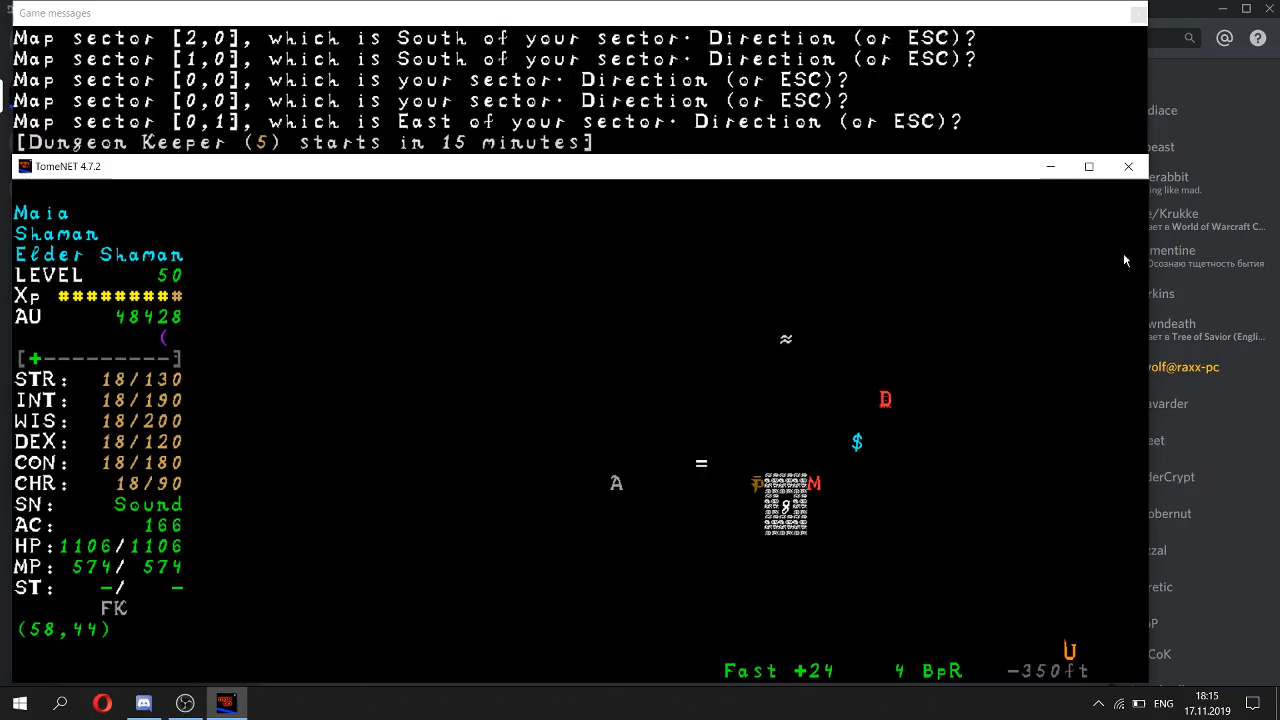 Game messages
Map sector [2,0], which is South of your sector. Direction (or ESC)?
Map sector [1,0], which is South of your sector. Direction (or ESC)?
Map sector [0,0], which is your sector. Direction (or ESC)?
Map sector [0,0], which is your sector. Direction (or ESC)?
Map sector [0,1], which is East of your sector. Direction (or ESC)?
[Dungeon Keeper (5) starts in 15 minutes]
TomeNET 4.7.2
Maia
Shaman
Elder Shaman
LEVEL 50
Xp #########
AU 48428
(
[+---------]
STR: 18/130
INT: 18/190
WIS: 18/200
DEX: 18/120
CON: 18/180
CHR: 18/90
SN: Sound
AC: 166
HP: 1106/1106
MP: 574/ 574
ST: -/ -
FK
(58,44)
≈
D
$
=
A p M
g
U
Fast +24 4 BpR -350ft
diace
east
erabbit
ing like mad.
e/Krukke
ает в World of Warcraft C...
ementine
Осознаю тщетность бытия
rkins
wndeath
ает в Tree of Savior (Engli...
wolf@raxx-pc
avarder
eet
derCrypt
obernut
zzal
retic
P
CoK
ENG
18:15
17.11.2019